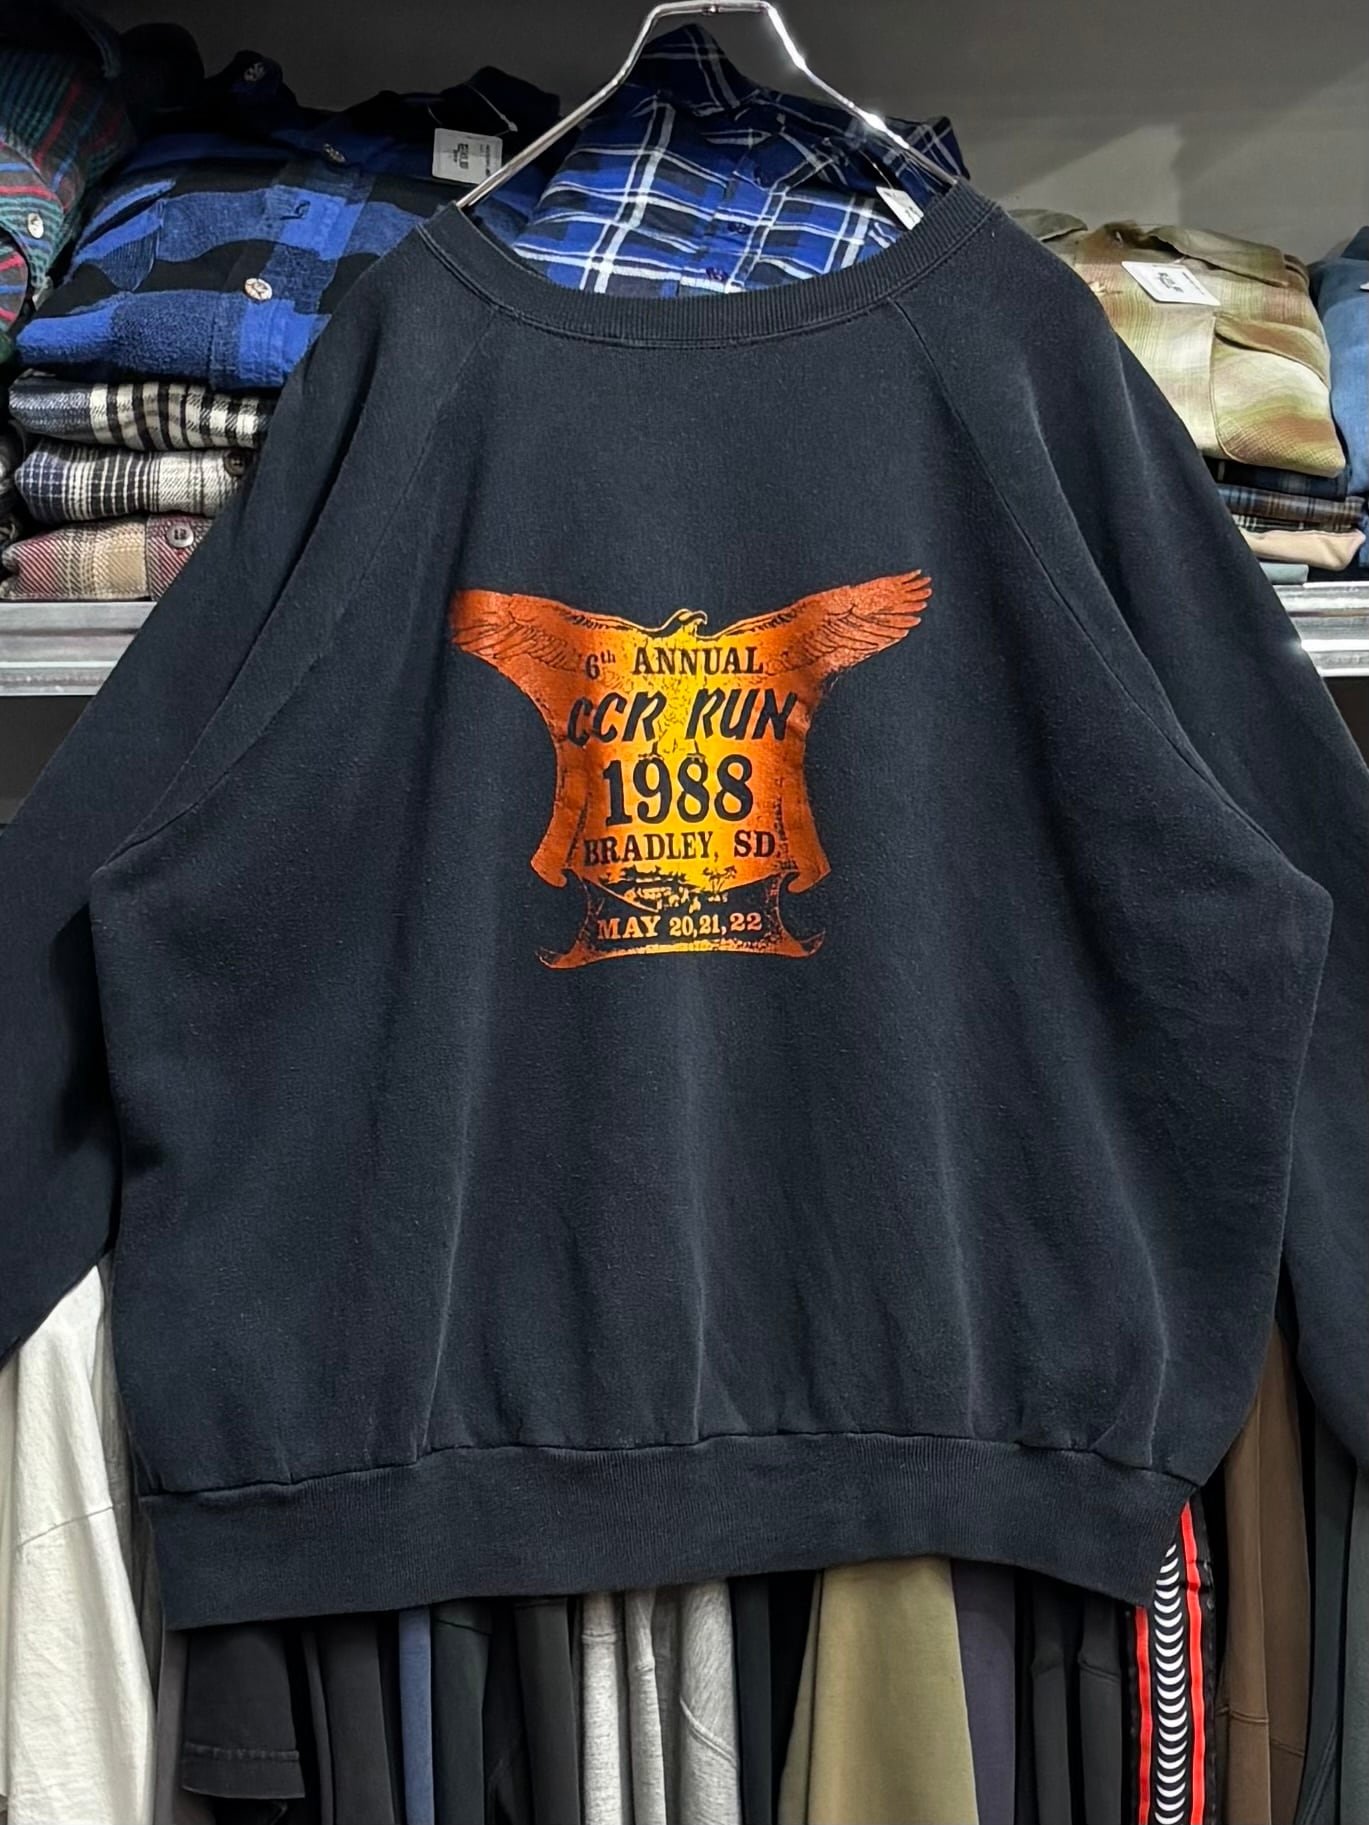 6th ANNUAL
CCR RUN
1988
BRADLEY, SD
MAY 20,21,22